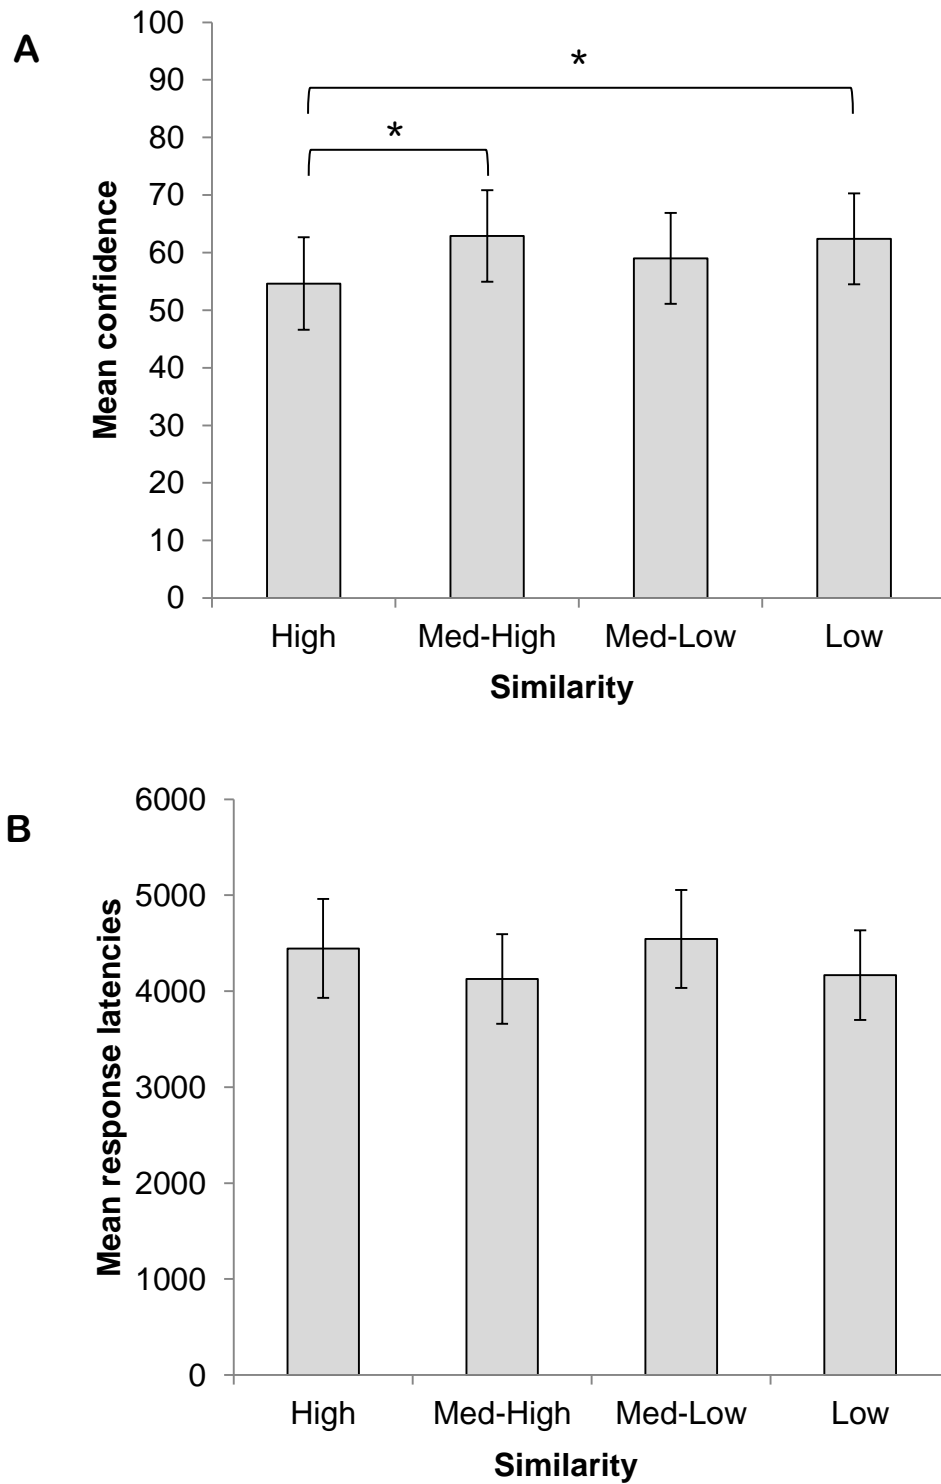 A
100
90
80
70
60
50
40
30
20
10
0
Mean confidence
*
*
High Med-High Med-Low Low
Similarity
B
6000
5000
4000
3000
2000
1000
0
Mean response latencies
High Med-High Med-Low Low
Similarity